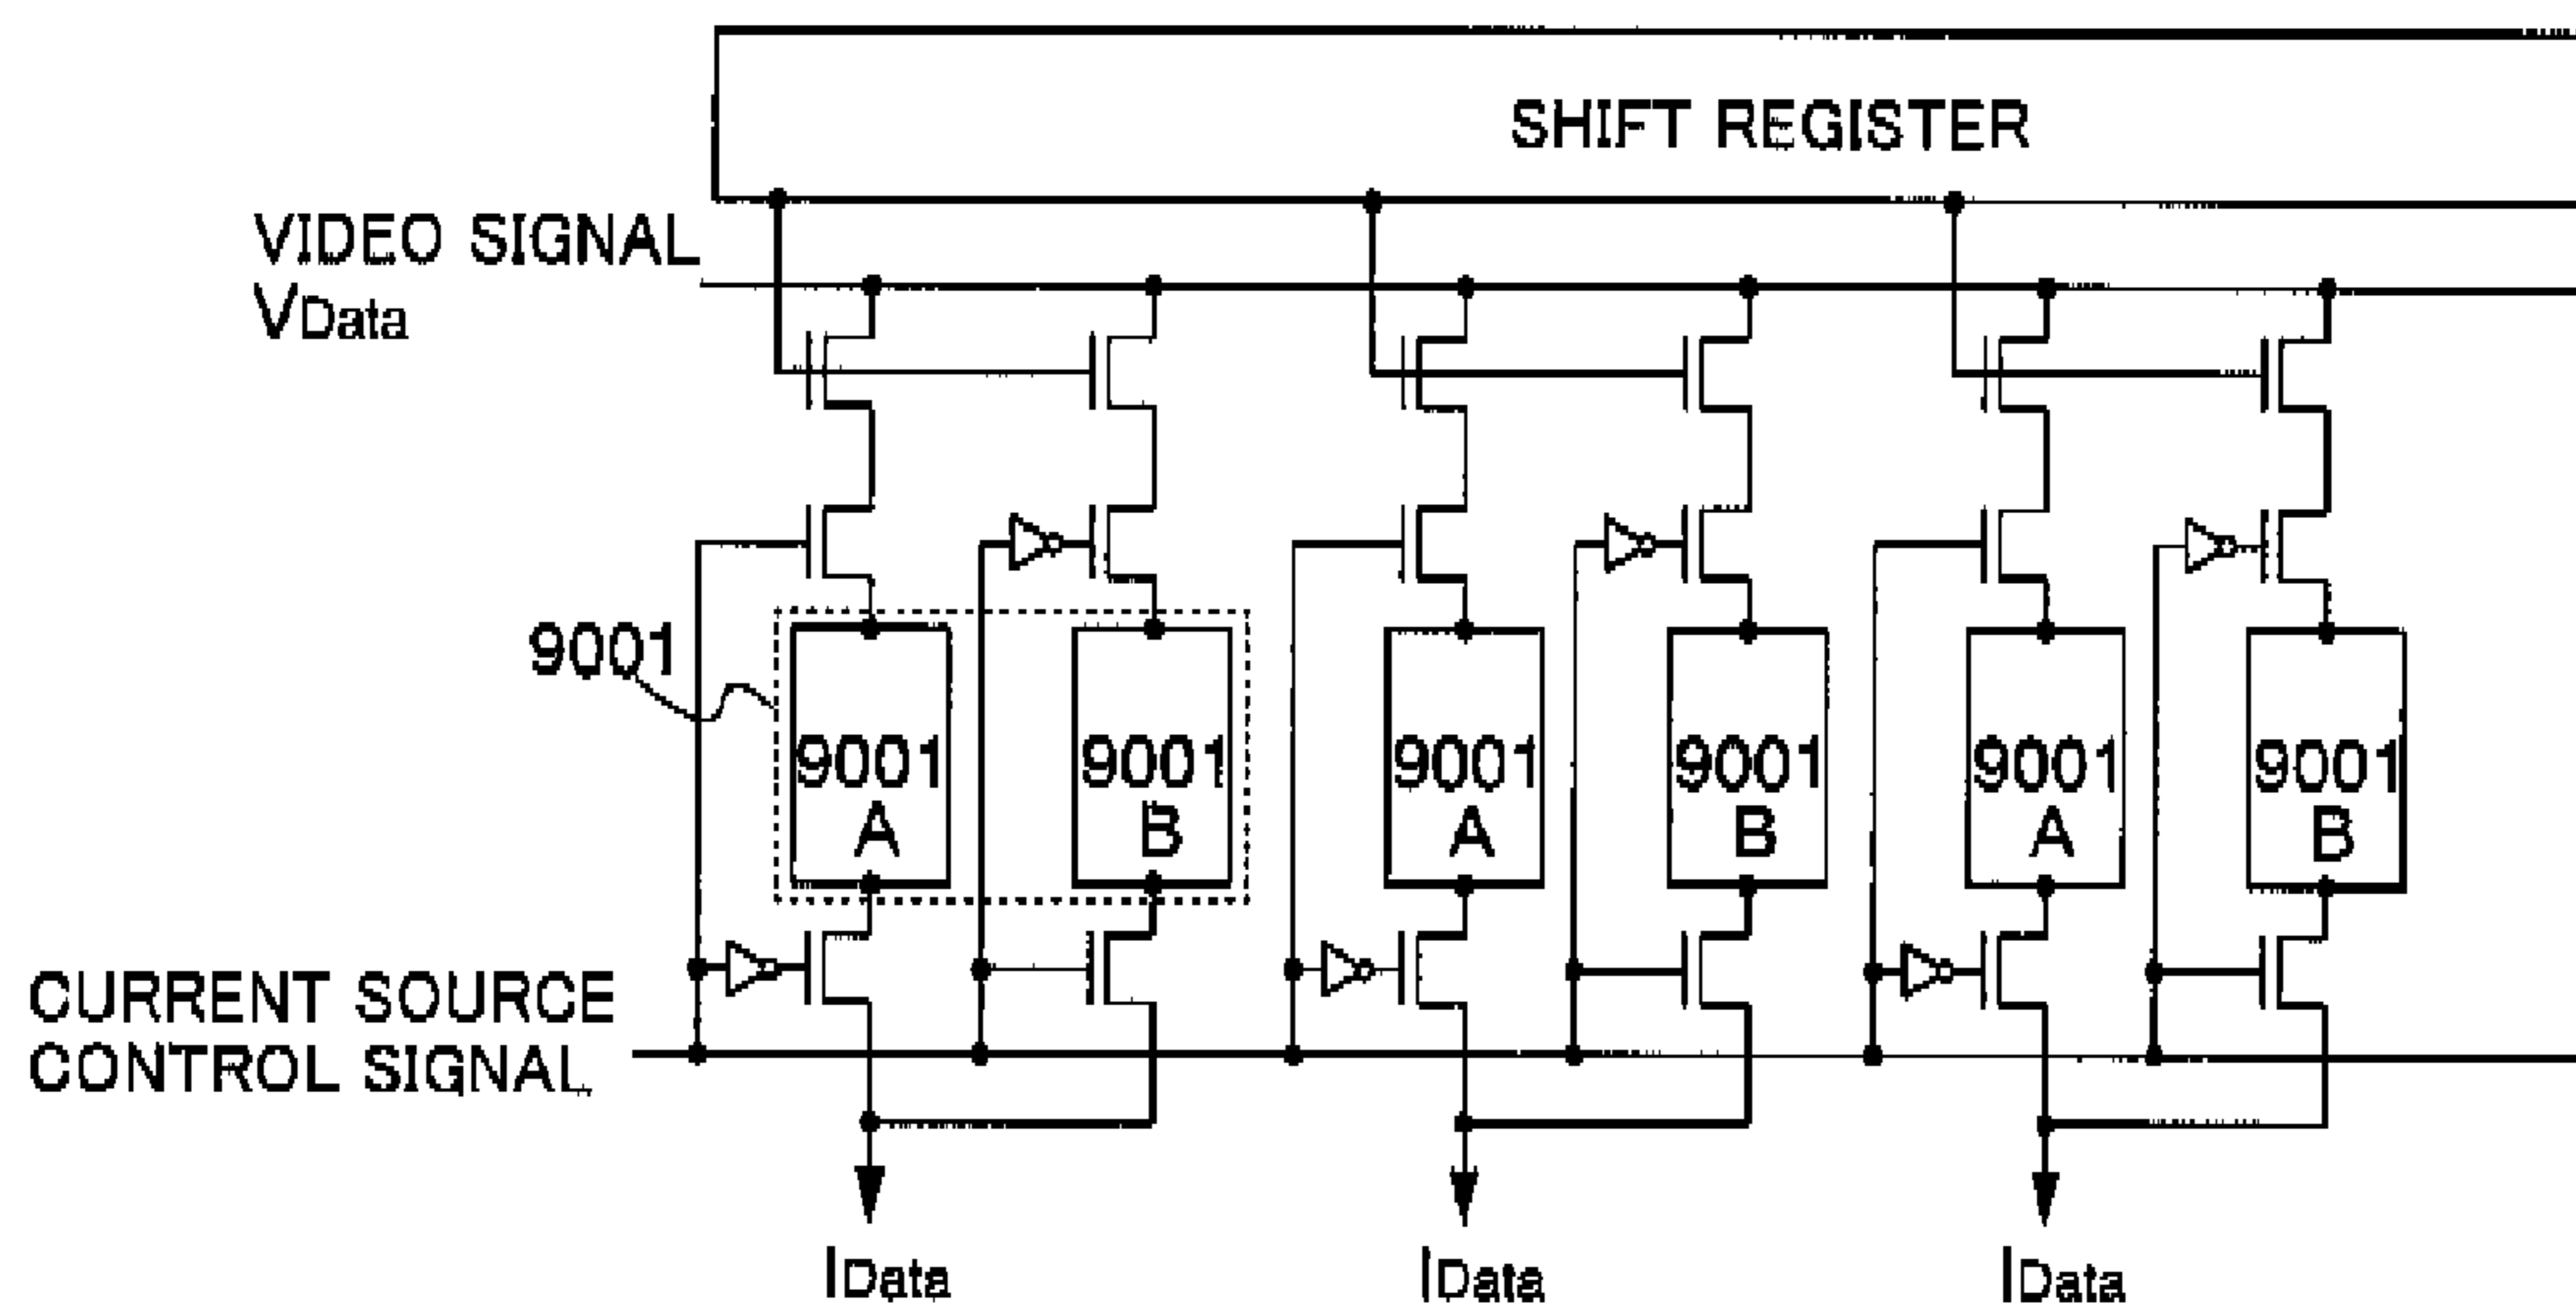 SHIFT REGISTER
VIDEO SIGNAL
VData
9001
9001
A
9001
B
9001
A
9001
B
9001
A
9001
B
CURRENT SOURCE
CONTROL SIGNAL
IData
IData
IData